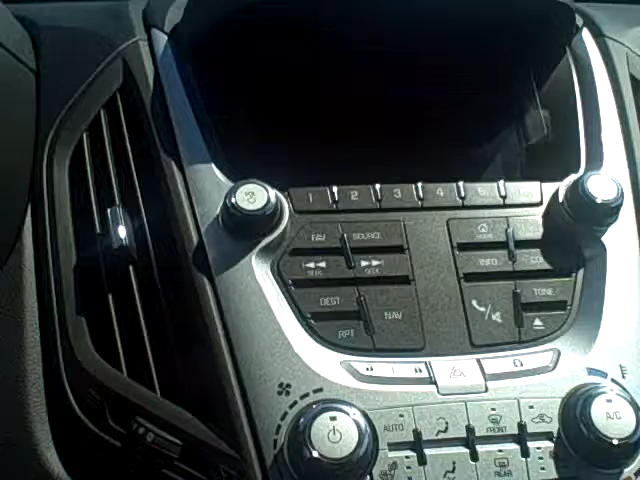 1 2 3 4 5
FAV SOURCE
SEEK SEEK
INFO
DEST NAV
RPT
TONE
AUTO
FRONT
REAR
A/C